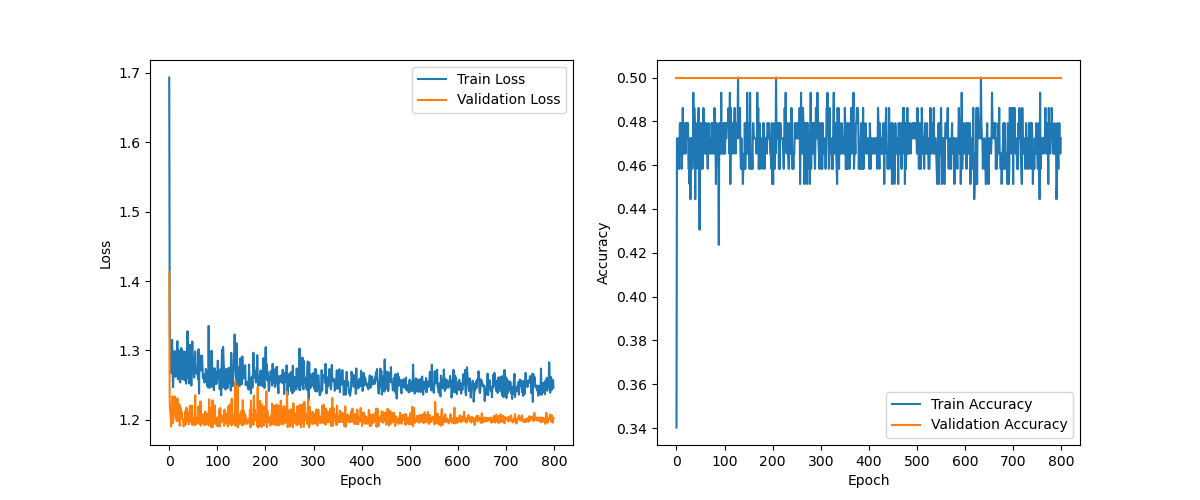 1.7
1.6
1.5
1.4
1.3
1.2
Loss
0 100 200 300 400 500 600 700 800
Epoch
Train Loss
Validation Loss
0.50
0.48
0.46
0.44
0.42
0.40
0.38
0.36
0.34
Accuracy
0 100 200 300 400 500 600 700 800
Epoch
Train Accuracy
Validation Accuracy